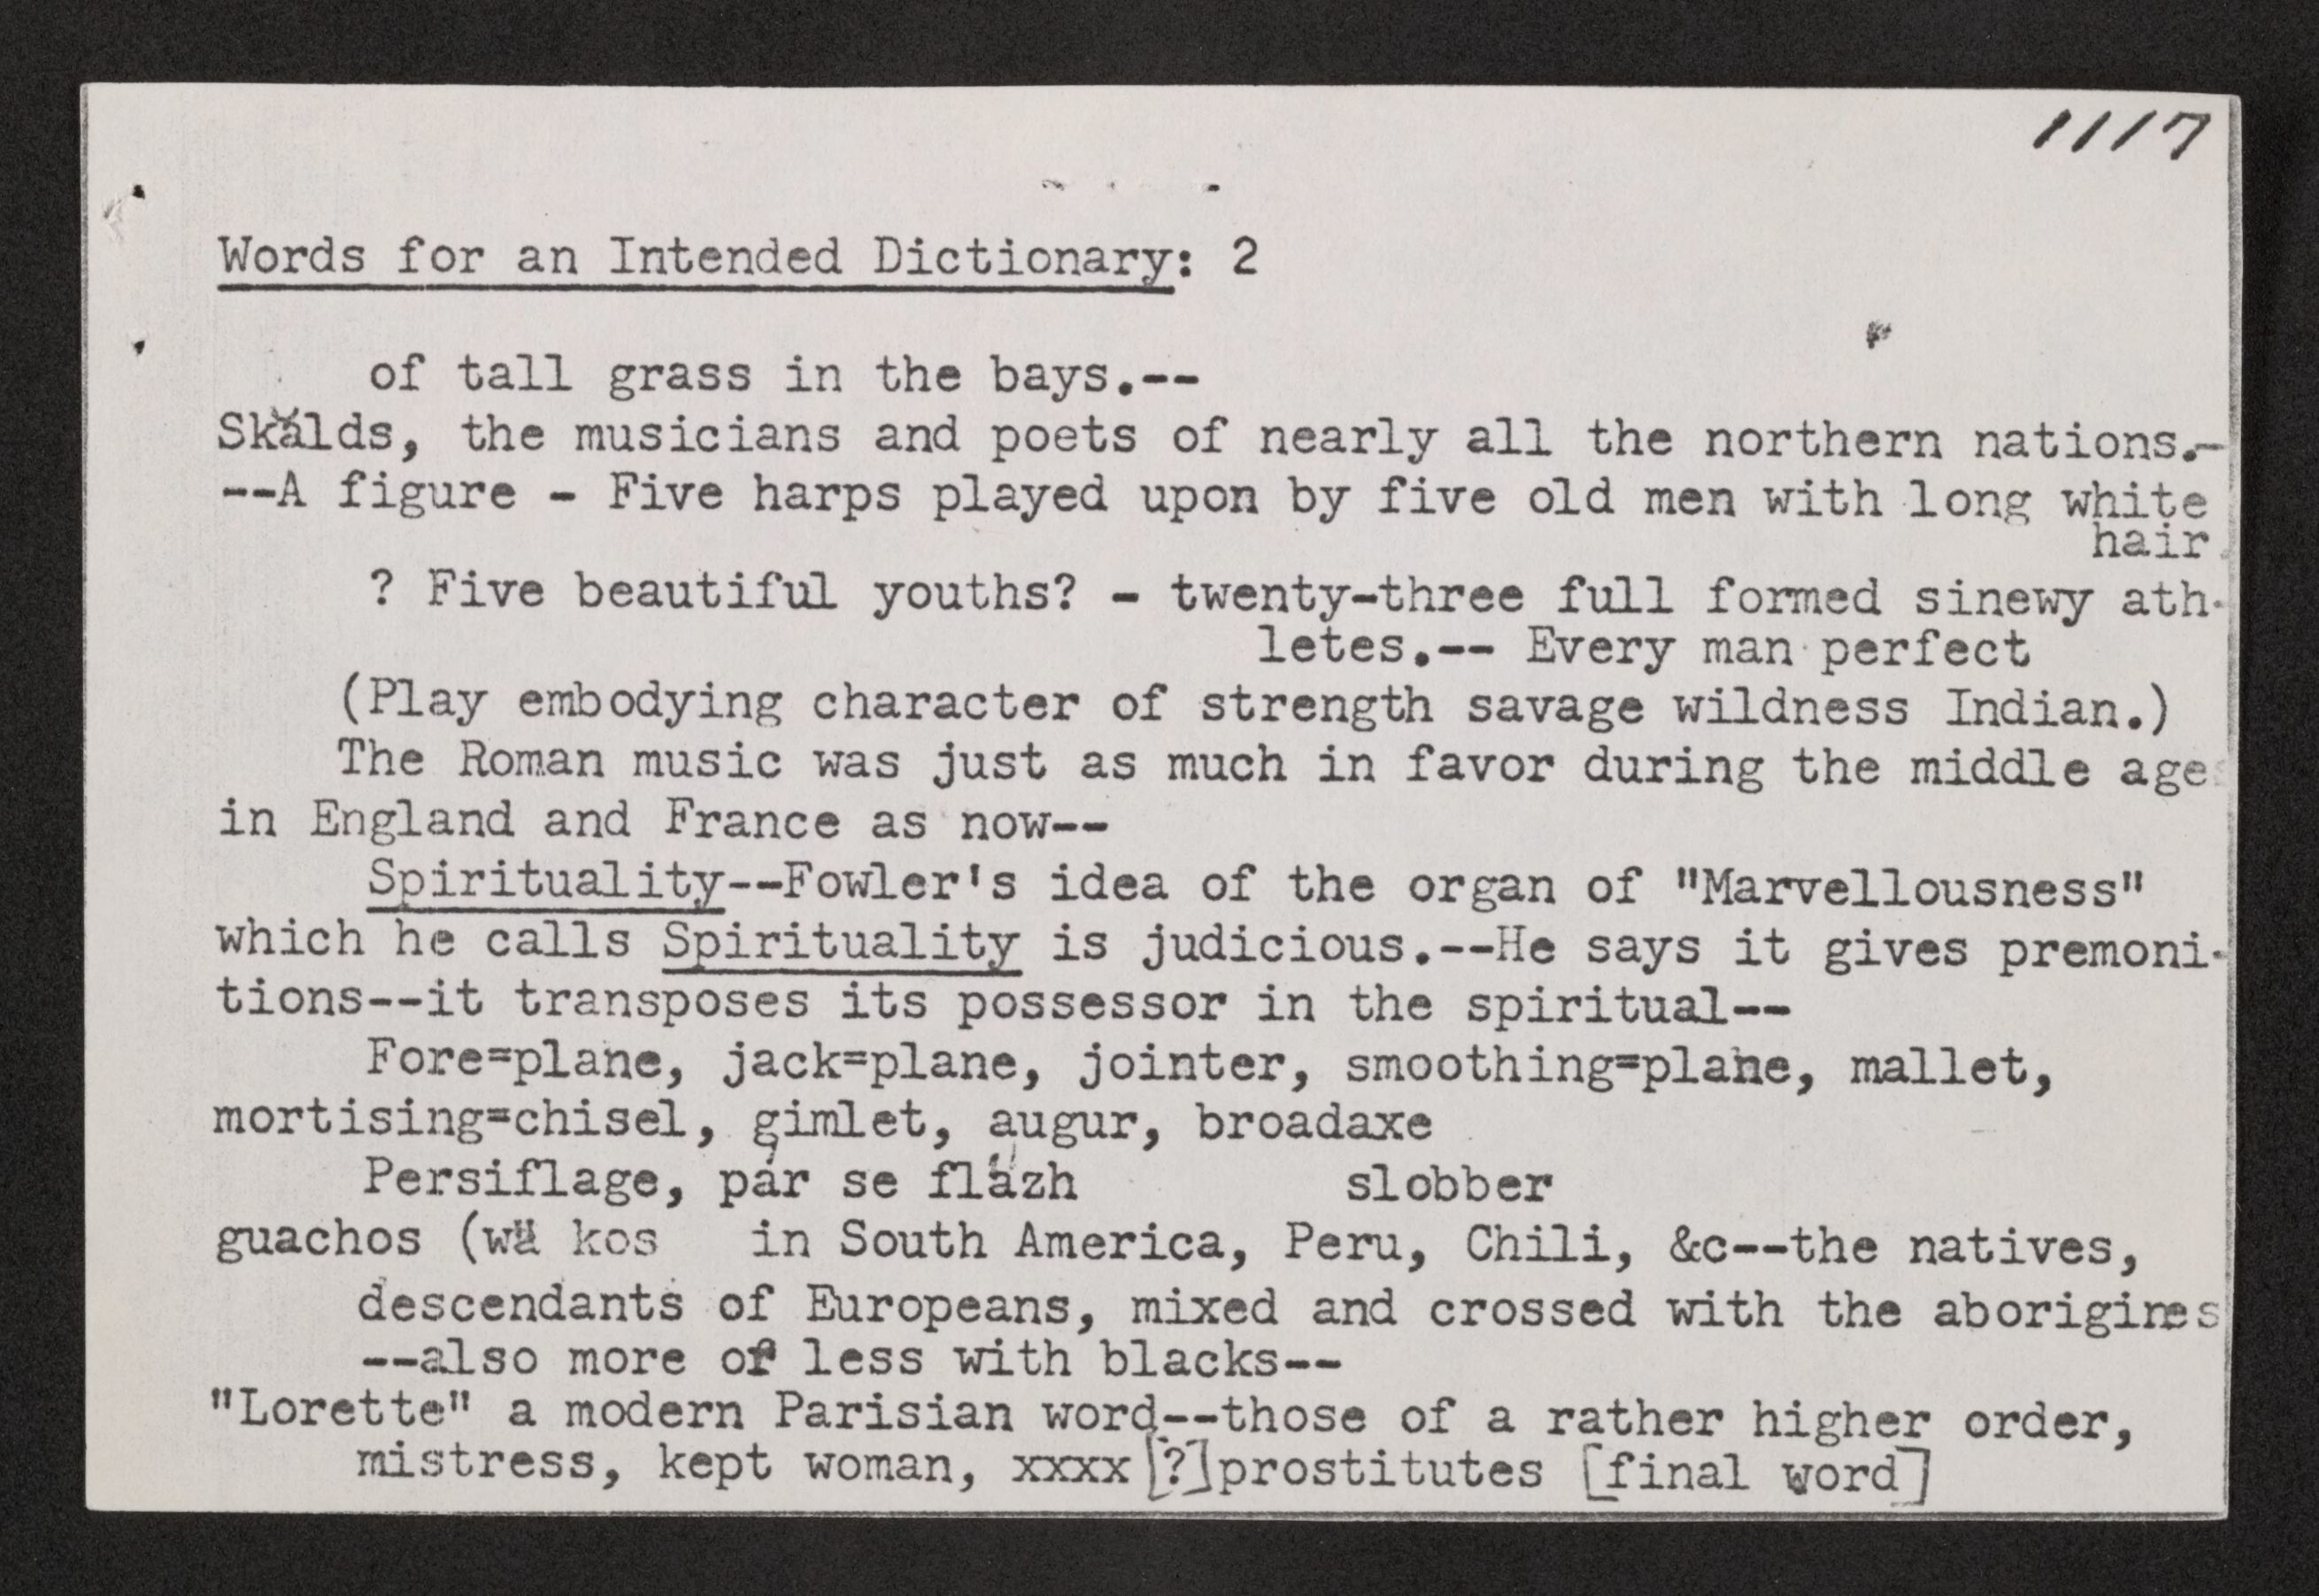 1117
Words for an Intended Dictionary: 2
of tall grass in the bays.--
Skălds, the musicians and poets of nearly all the northern nations.-
--A figure - Five harps played upon by five old men with long white
hair.
? Five beautiful youths? - twenty-three full formed sinewy ath-
letes.-- Every man perfect
(Play embodying character of strength savage wildness Indian.)
The Roman music was just as much in favor during the middle ages
in England and France as now--
Spirituality--Fowler's idea of the organ of "Marvellousness"
which he calls Spirituality is judicious.--He says it gives premoni-
tions--it transposes its possessor in the spiritual--
Fore=plane, jack=plane, jointer, smoothing=plane, mallet,
mortising=chisel, gimlet, augur, broadaxe
Persiflage, pár se fläzh slobber
guachos (wä kos in South America, Peru, Chili, &c--the natives,
descendants of Europeans, mixed and crossed with the aborigines
--also more or less with blacks--
"Lorette" a modern Parisian word--those of a rather higher order,
mistress, kept woman, xxxx [?] prostitutes [final word]